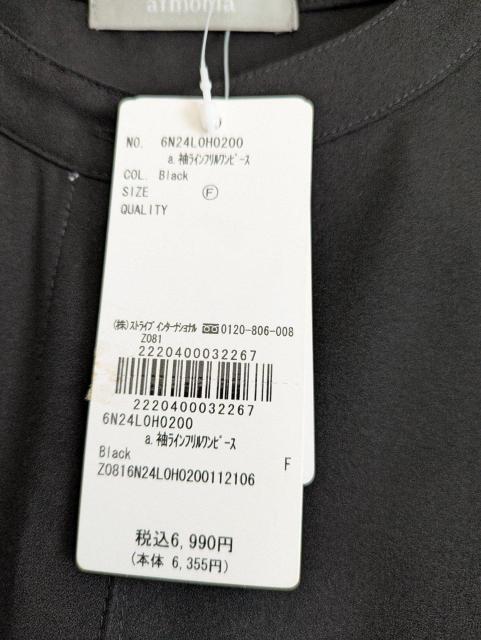 armonia
NO. 6N24L0H0200
a.袖ラインフリルワンピース
COL. Black
SIZE Ⓕ
QUALITY
(株)ストライプ インターナショナル 0120-806-008
Z081
2220400032267
2220400032267
6N24L0H0200
a.袖ラインフリルワンピース
Black F
Z0816N24L0H0200112106
税込6,990円
(本体 6,355円)